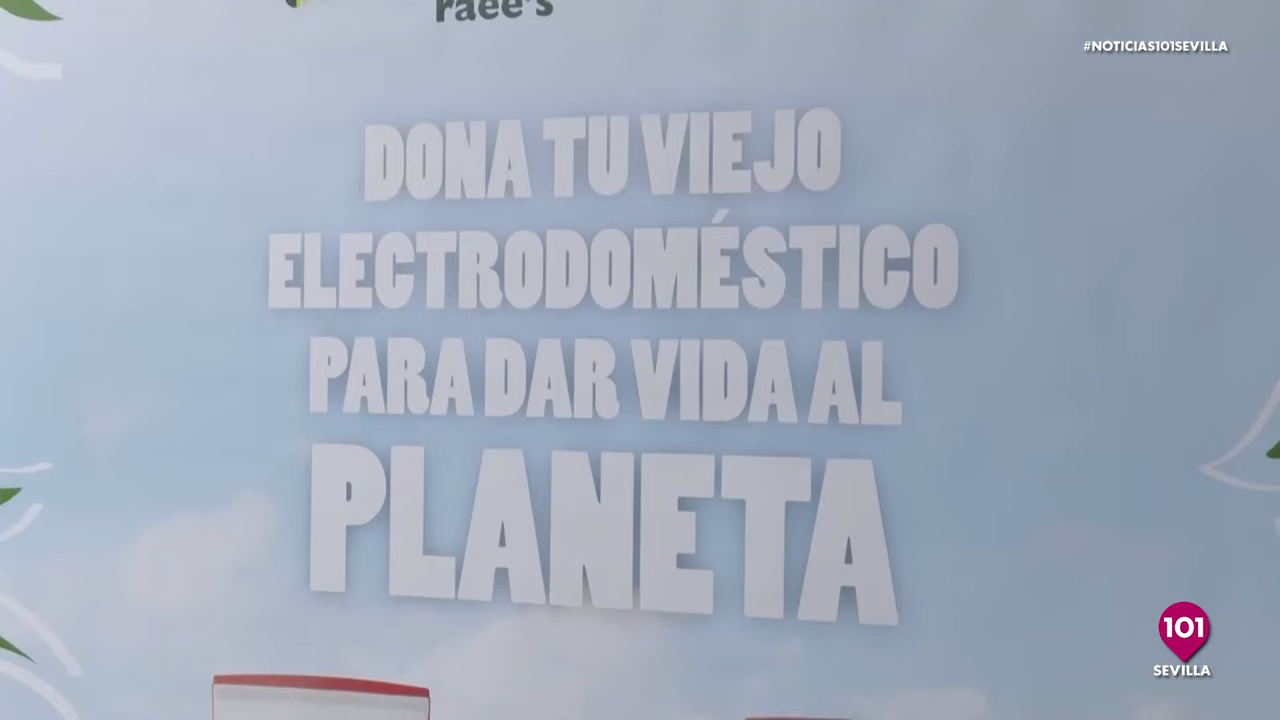 raee's
#NOTICIAS101SEVILLA
DONA TU VIEJO
ELECTRODOMÉSTICO
PARA DAR VIDA AL
PLANETA
101
SEVILLA